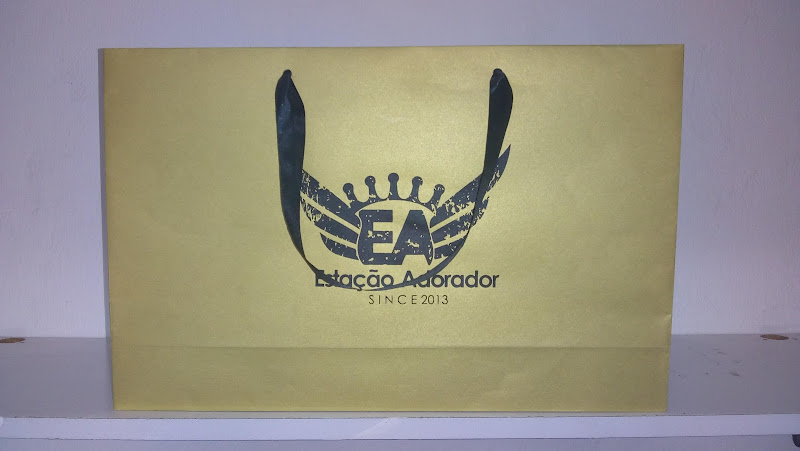 EA
Estação Adorador
SINCE 2013